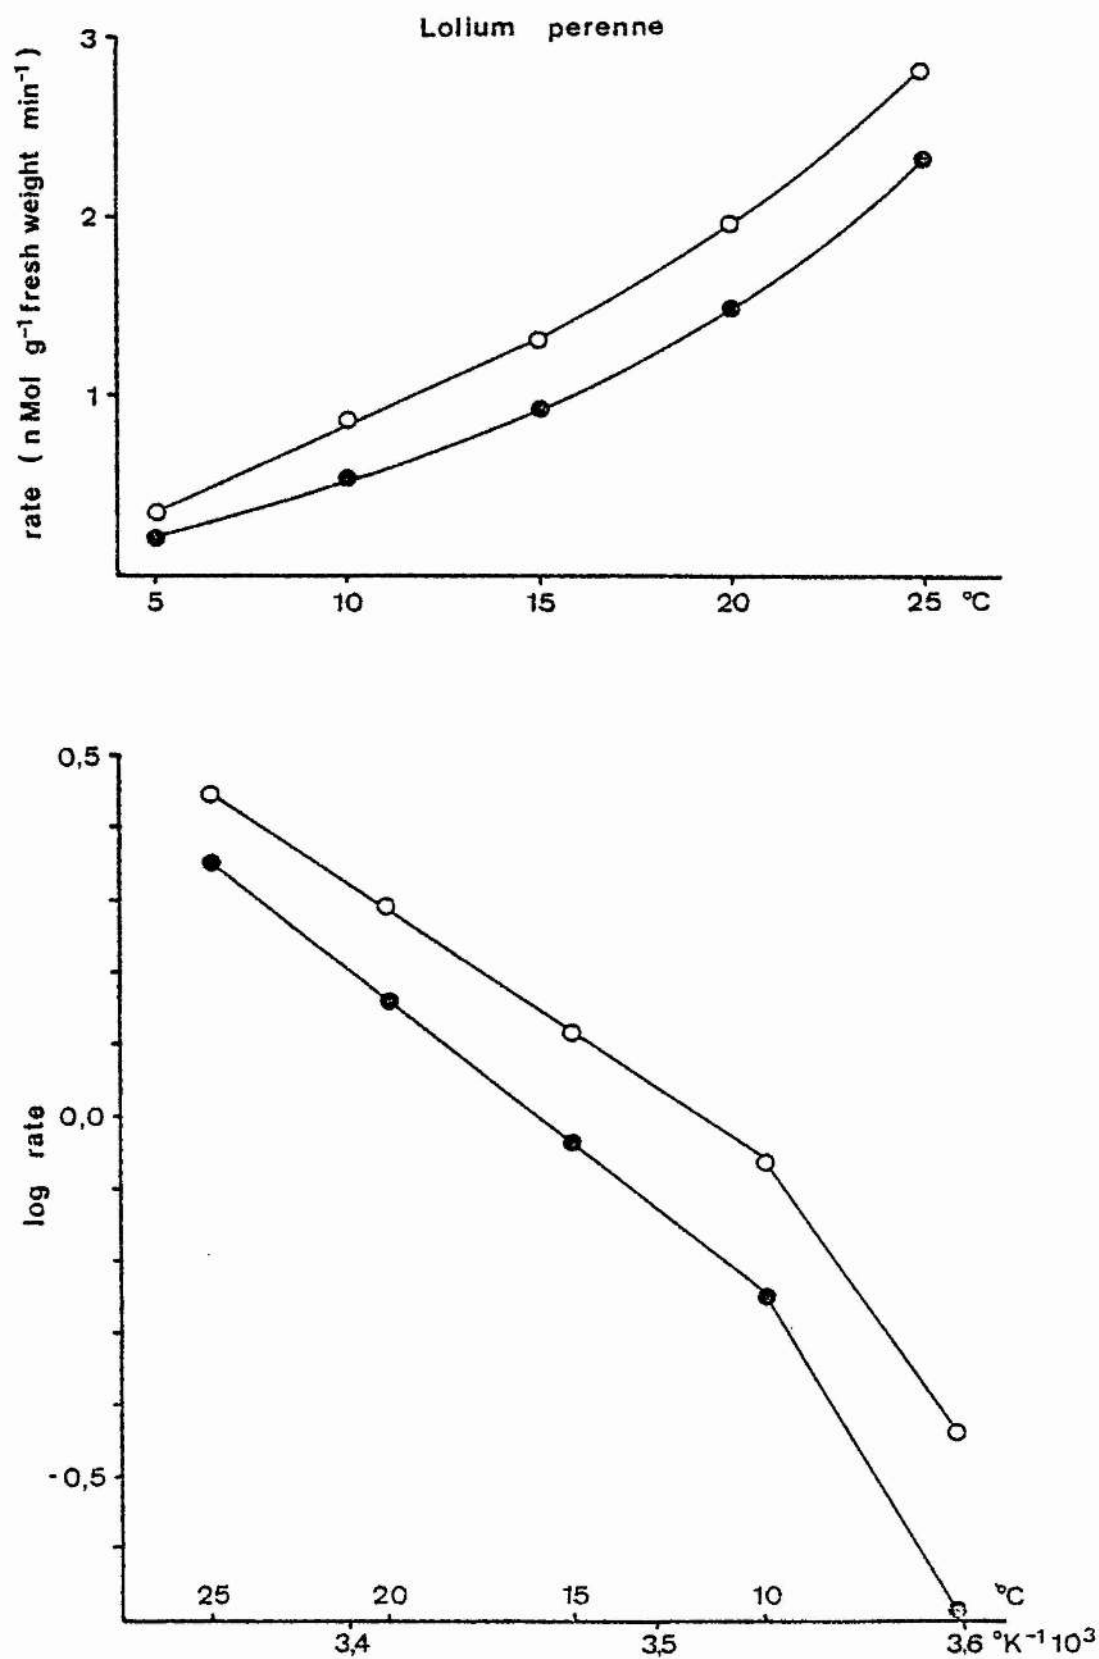 Lolium perenne
rate ( n Mol g⁻¹ fresh weight min⁻¹ )
3
2
1
5 10 15 20 25 °C
log rate
0,5
0,0
-0,5
25 20 15 10 °C
3,4 3,5 3,6 °K⁻¹ 10³